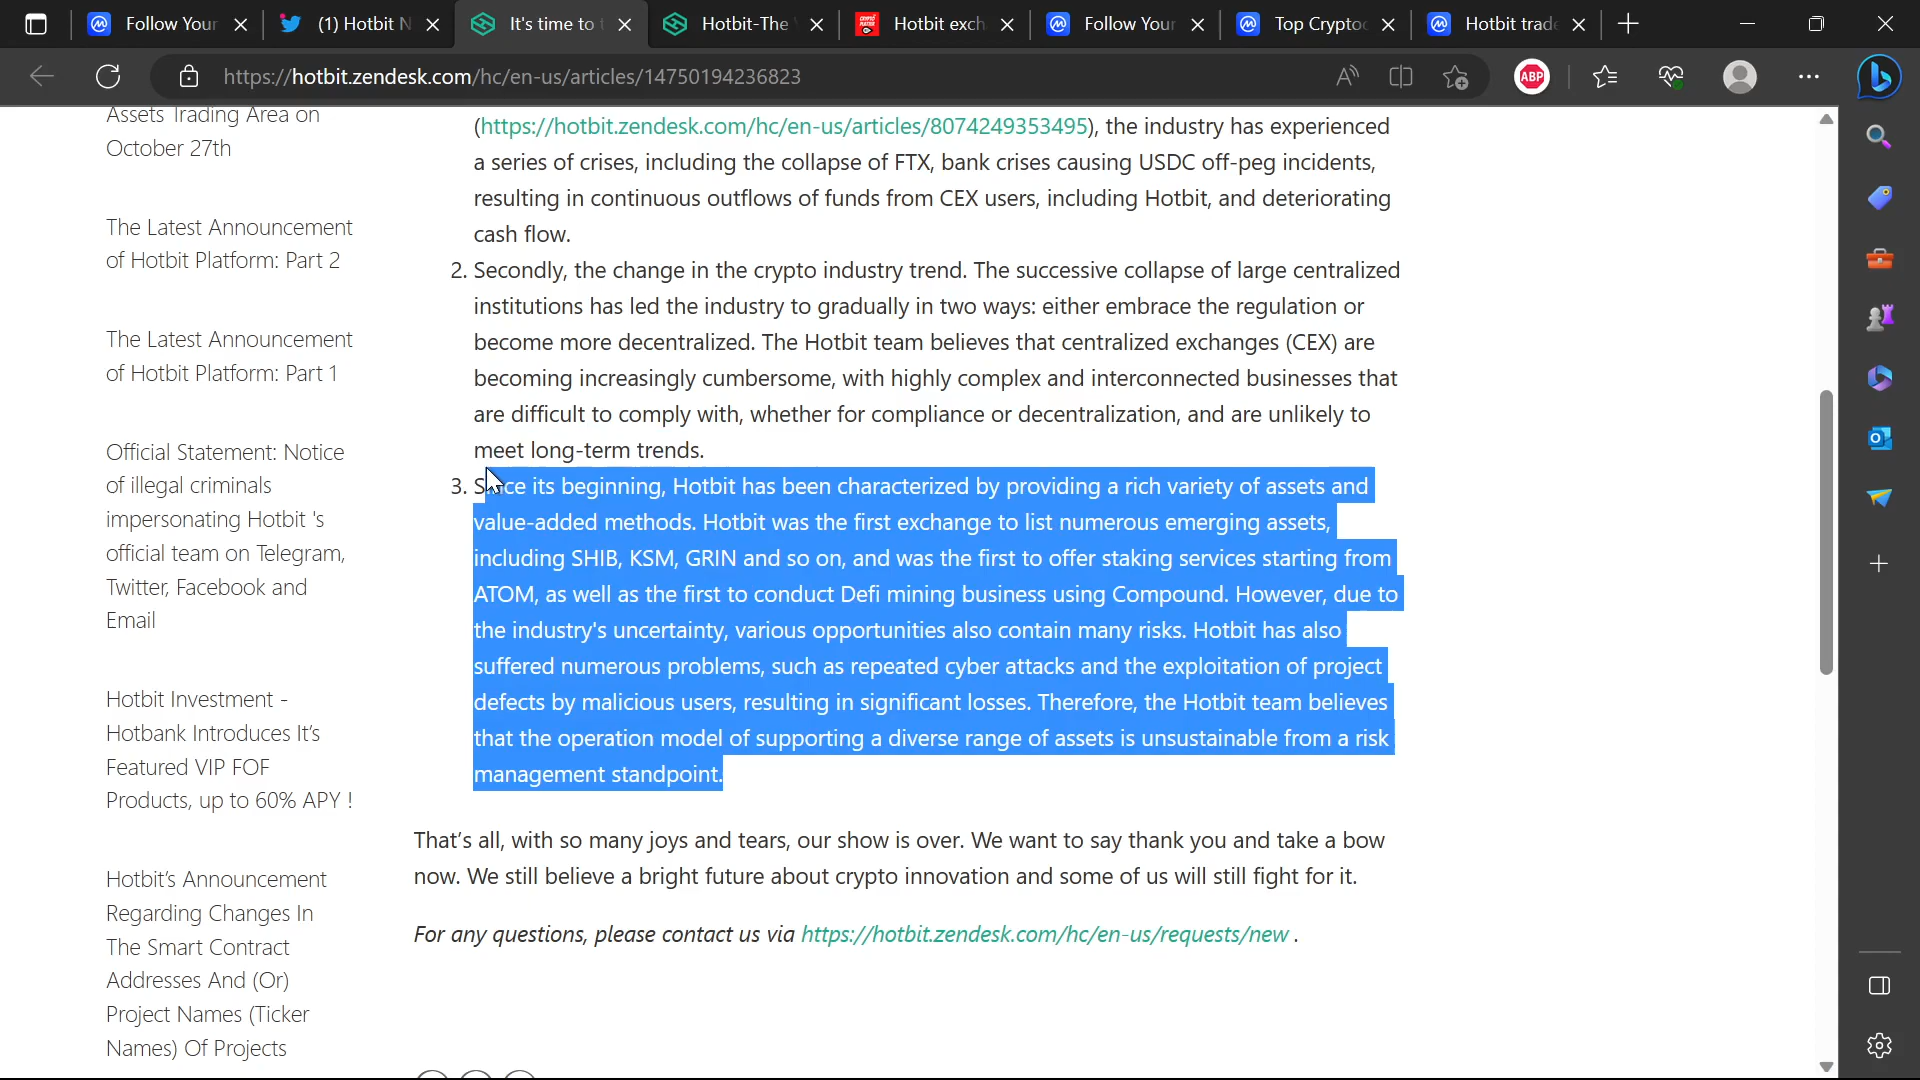 Follow Your
(1) Hotbit N
It's time to t
Hotbit-The
Hotbit exch
Follow Your
Top Cryptoc
Hotbit trade
https://hotbit.zendesk.com/hc/en-us/articles/14750194236823
ABP
Assets Trading Area on
October 27th
The Latest Announcement
of Hotbit Platform: Part 2
The Latest Announcement
of Hotbit Platform: Part 1
Official Statement: Notice
of illegal criminals
impersonating Hotbit 's
official team on Telegram,
Twitter, Facebook and
Email
Hotbit Investment -
Hotbank Introduces It's
Featured VIP FOF
Products, up to 60% APY !
Hotbit's Announcement
Regarding Changes In
The Smart Contract
Addresses And (Or)
Project Names (Ticker
Names) Of Projects
(https://hotbit.zendesk.com/hc/en-us/articles/8074249353495), the industry has experienced
a series of crises, including the collapse of FTX, bank crises causing USDC off-peg incidents,
resulting in continuous outflows of funds from CEX users, including Hotbit, and deteriorating
cash flow.
2. Secondly, the change in the crypto industry trend. The successive collapse of large centralized
institutions has led the industry to gradually in two ways: either embrace the regulation or
become more decentralized. The Hotbit team believes that centralized exchanges (CEX) are
becoming increasingly cumbersome, with highly complex and interconnected businesses that
are difficult to comply with, whether for compliance or decentralization, and are unlikely to
meet long-term trends.
3. Since its beginning, Hotbit has been characterized by providing a rich variety of assets and
value-added methods. Hotbit was the first exchange to list numerous emerging assets,
including SHIB, KSM, GRIN and so on, and was the first to offer staking services starting from
ATOM, as well as the first to conduct Defi mining business using Compound. However, due to
the industry's uncertainty, various opportunities also contain many risks. Hotbit has also
suffered numerous problems, such as repeated cyber attacks and the exploitation of project
defects by malicious users, resulting in significant losses. Therefore, the Hotbit team believes
that the operation model of supporting a diverse range of assets is unsustainable from a risk
management standpoint.
That's all, with so many joys and tears, our show is over. We want to say thank you and take a bow
now. We still believe a bright future about crypto innovation and some of us will still fight for it.
For any questions, please contact us via https://hotbit.zendesk.com/hc/en-us/requests/new .